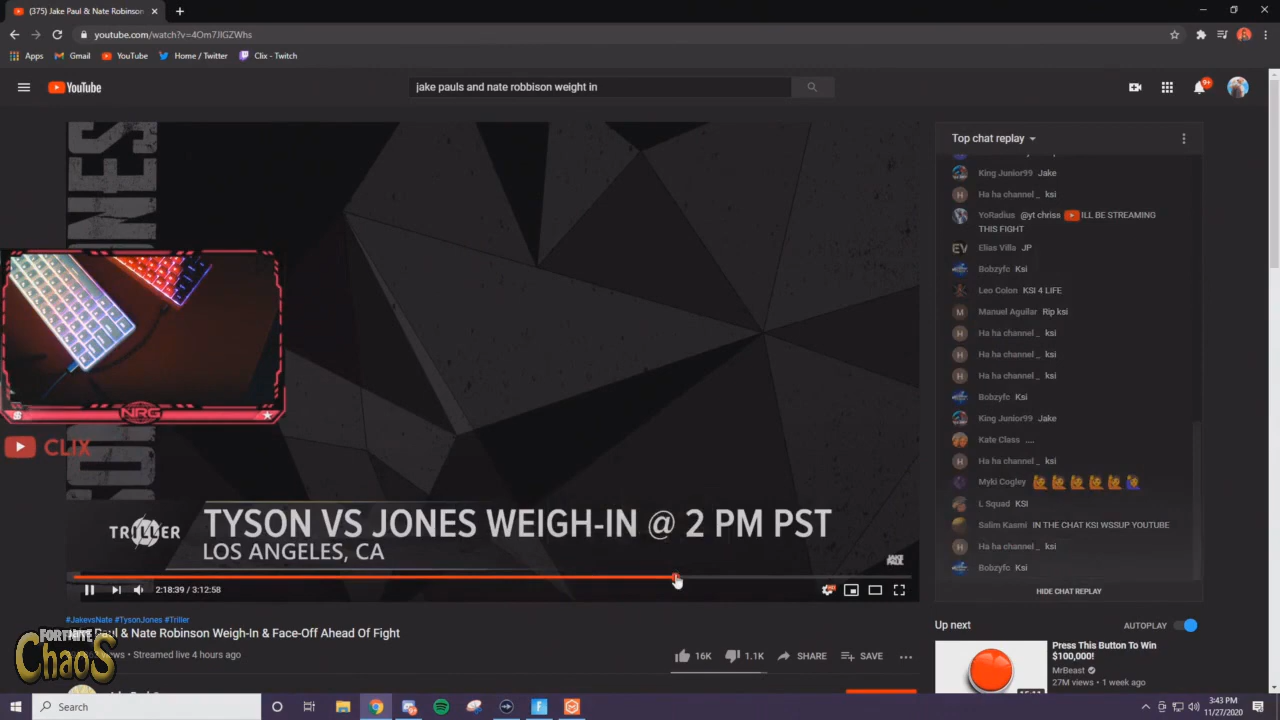 (375) Jake Paul & Nate Robinson
youtube.com/watch?v=4Om7JIGZWhs
Apps
Gmail
YouTube
Home / Twitter
Clix - Twitch
YouTube
jake pauls and nate robbison weight in
9+
JONES
NRG
CLIX
TRILLER
TYSON VS JONES WEIGH-IN @ 2 PM PST
LOS ANGELES, CA
2:18:39 / 3:12:58
#JakevsNate #TysonJones #Triller
Paul & Nate Robinson Weigh-In & Face-Off Ahead Of Fight
views • Streamed live 4 hours ago
16K
1.1K
SHARE
SAVE
FORTNITE
ChaoS
Top chat replay
King Junior99 Jake
Ha ha channel _ ksi
YoRadius @yt chriss ILL BE STREAMING
THIS FIGHT
Elias Villa JP
Bobzyfc Ksi
Leo Colon KSI 4 LIFE
Manuel Aguilar Rip ksi
Ha ha channel _ ksi
Ha ha channel _ ksi
Ha ha channel _ ksi
Bobzyfc Ksi
King Junior99 Jake
Kate Class ....
Ha ha channel _ ksi
Myki Cogley
L Squad KSI
Salim Kasmi IN THE CHAT KSI WSSUP YOUTUBE
Ha ha channel _ ksi
Bobzyfc Ksi
HIDE CHAT REPLAY
Up next
AUTOPLAY
Press This Button To Win
$100,000!
MrBeast
27M views • 1 week ago
Search
3:43 PM
11/27/2020